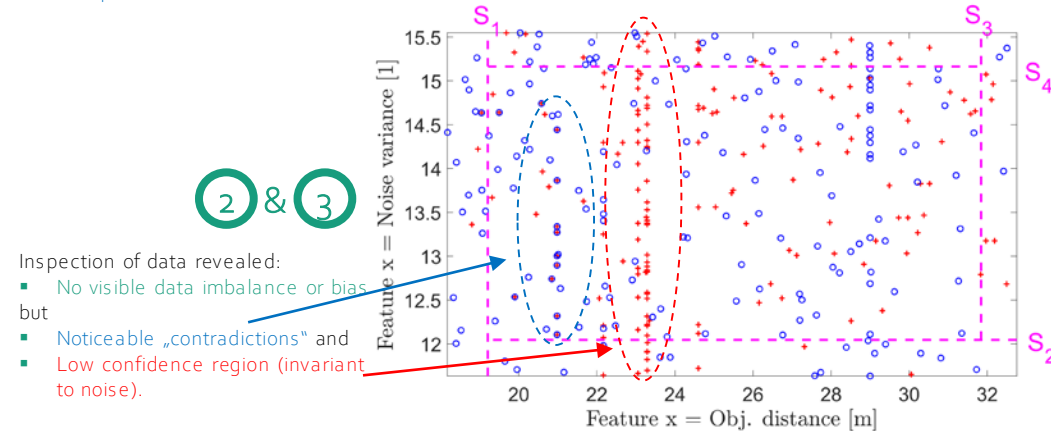 S1
S3
S4
S2
15.5
15
14.5
14
13.5
13
12.5
12
Feature x = Noise variance [1]
20 22 24 26 28 30 32
Feature x = Obj. distance [m]
2 & 3
Inspection of data revealed:
▪ No visible data imbalance or bias
but
▪ Noticeable „contradictions“ and
▪ Low confidence region (invariant
to noise).